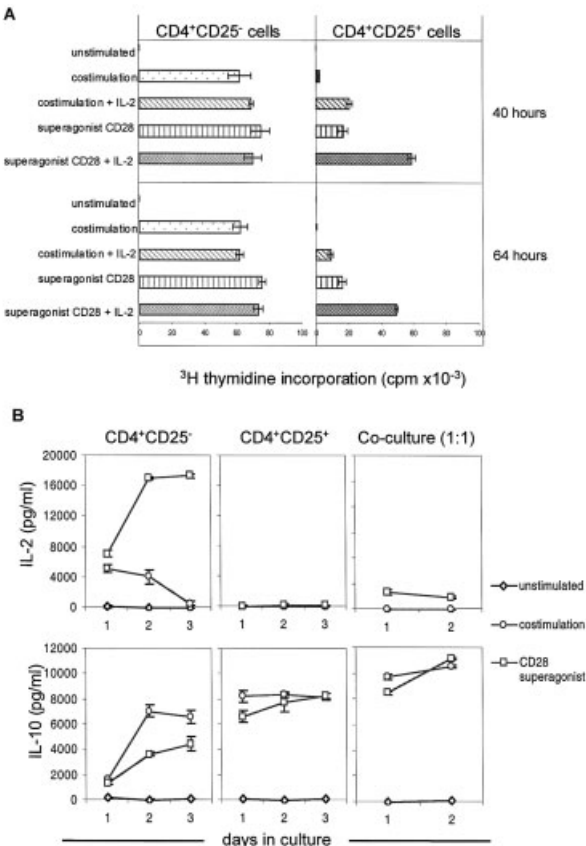 A
CD4+CD25- cells CD4+CD25+ cells
unstimulated
costimulation
costimulation + IL-2
superagonist CD28
superagonist CD28 + IL-2
40 hours
unstimulated
costimulation
costimulation + IL-2
superagonist CD28
superagonist CD28 + IL-2
64 hours
0 20 40 60 80 100 0 20 40 60 80 100
³H thymidine incorporation (cpm x10⁻³)
B
CD4+CD25- CD4+CD25+ Co-culture (1:1)
IL-2 (pg/ml)
20000
16000
12000
8000
4000
0
1 2 3 1 2 3 1 2
unstimulated
costimulation
CD28
superagonist
IL-10 (pg/ml)
12000
10000
8000
6000
4000
2000
0
1 2 3 1 2 3 1 2
days in culture